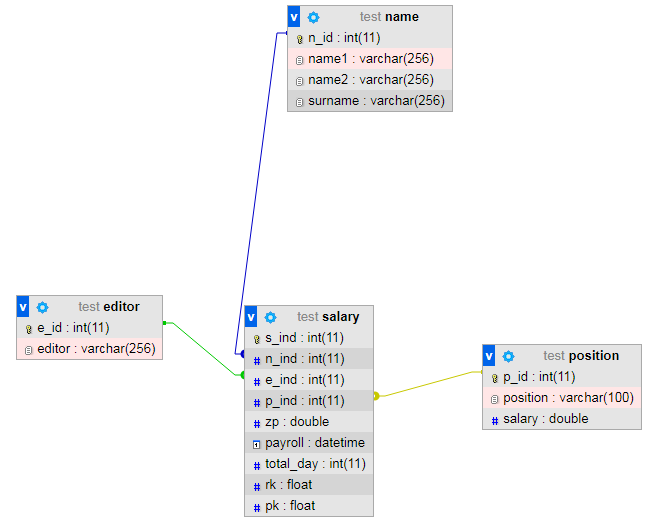 v test name
n_id : int(11)
name1 : varchar(256)
name2 : varchar(256)
surname : varchar(256)
v test editor
e_id : int(11)
editor : varchar(256)
v test salary
s_ind : int(11)
# n_ind : int(11)
# e_ind : int(11)
# p_ind : int(11)
# zp : double
payroll : datetime
# total_day : int(11)
# rk : float
# pk : float
v test position
p_id : int(11)
position : varchar(100)
# salary : double